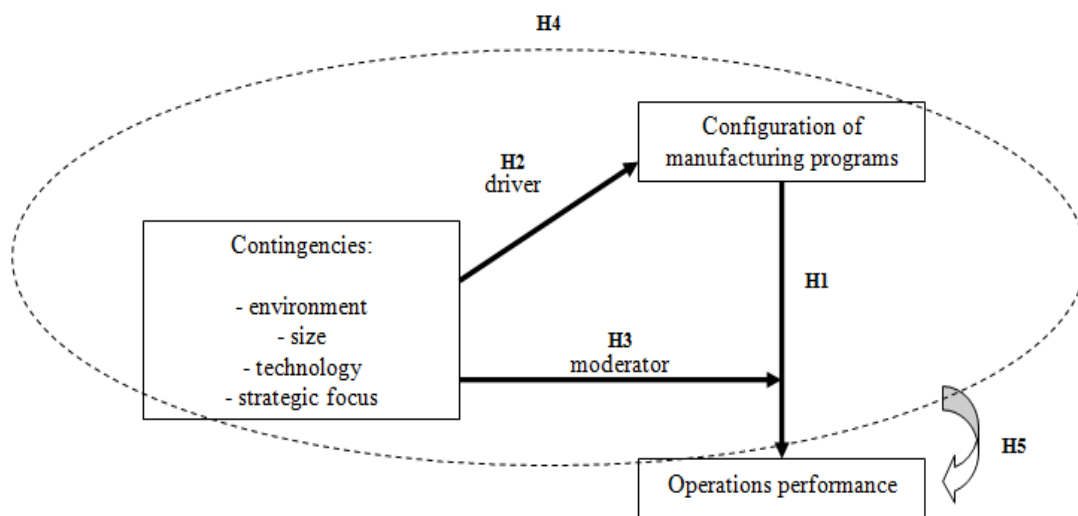 H4
Configuration of
manufacturing programs
H2
driver
Contingencies:
- environment
- size
- technology
- strategic focus
H1
H3
moderator
H5
Operations performance